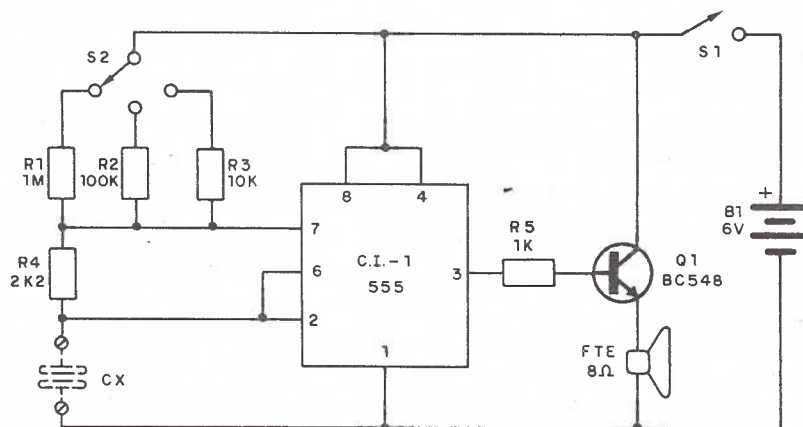 S2
S1
R1
1M
R2
100K
R3
10K
8
4
7
R5
1K
+
B1
6V
R4
2K2
6
C.I.-1
555
3
Q1
BC548
2
1
CX
FTE
8Ω